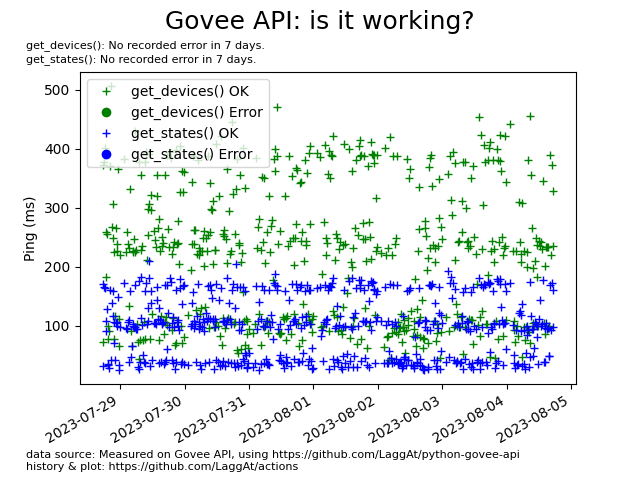 Govee API: is it working?
get_devices(): No recorded error in 7 days.
get_states(): No recorded error in 7 days.
get_devices() OK
get_devices() Error
get_states() OK
get_states() Error
Ping (ms)
500
400
300
200
100
2023-07-29
2023-07-30
2023-07-31
2023-08-01
2023-08-02
2023-08-03
2023-08-04
2023-08-05
data source: Measured on Govee API, using https://github.com/LaggAt/python-govee-api
history & plot: https://github.com/LaggAt/actions